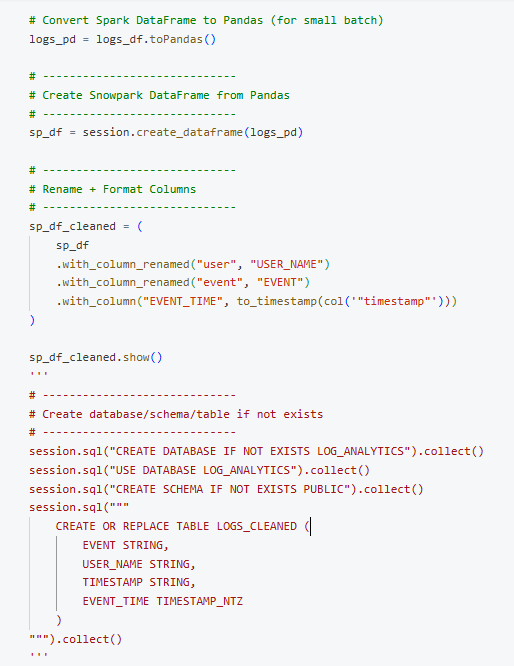 # Convert Spark DataFrame to Pandas (for small batch)
logs_pd = logs_df.toPandas()
# -----------------------------
# Create Snowpark DataFrame from Pandas
# -----------------------------
sp_df = session.create_dataframe(logs_pd)
# -----------------------------
# Rename + Format Columns
# -----------------------------
sp_df_cleaned = (
    sp_df
    .with_column_renamed("user", "USER_NAME")
    .with_column_renamed("event", "EVENT")
    .with_column("EVENT_TIME", to_timestamp(col('"timestamp"')))
)
sp_df_cleaned.show()
'''
# -----------------------------
# Create database/schema/table if not exists
# -----------------------------
session.sql("CREATE DATABASE IF NOT EXISTS LOG_ANALYTICS").collect()
session.sql("USE DATABASE LOG_ANALYTICS").collect()
session.sql("CREATE SCHEMA IF NOT EXISTS PUBLIC").collect()
session.sql("""
    CREATE OR REPLACE TABLE LOGS_CLEANED (
        EVENT STRING,
        USER_NAME STRING,
        TIMESTAMP STRING,
        EVENT_TIME TIMESTAMP_NTZ
    )
""").collect()
'''